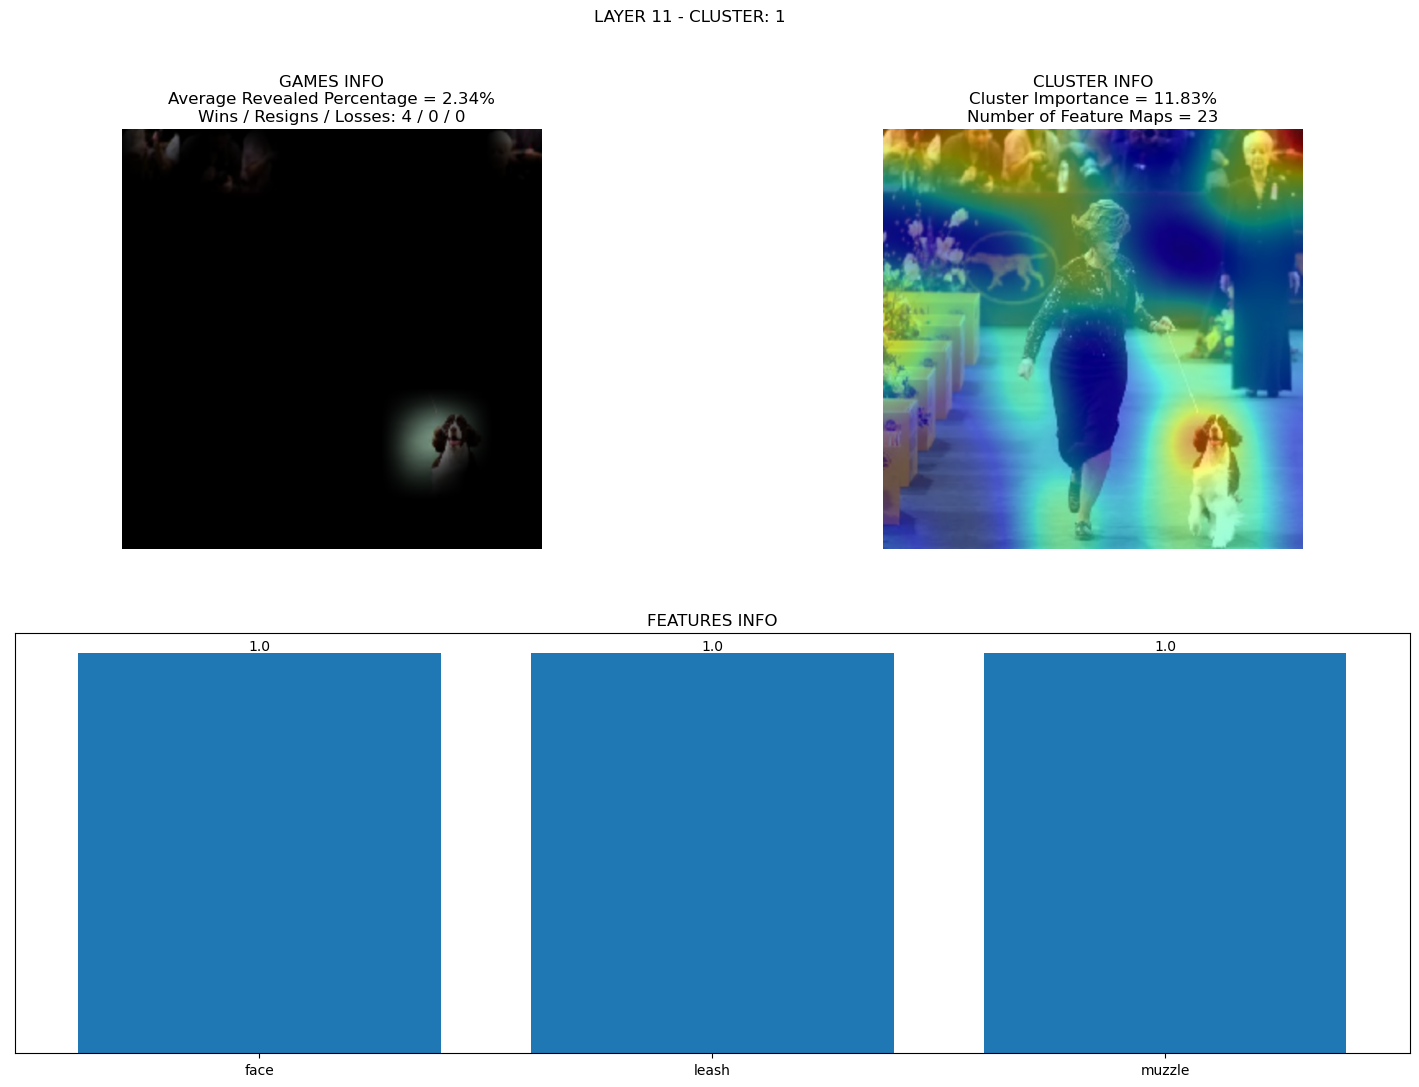 LAYER 11 - CLUSTER: 1
GAMES INFO
Average Revealed Percentage = 2.34%
Wins / Resigns / Losses: 4 / 0 / 0
CLUSTER INFO
Cluster Importance = 11.83%
Number of Feature Maps = 23
FEATURES INFO
1.0
1.0
1.0
face
leash
muzzle